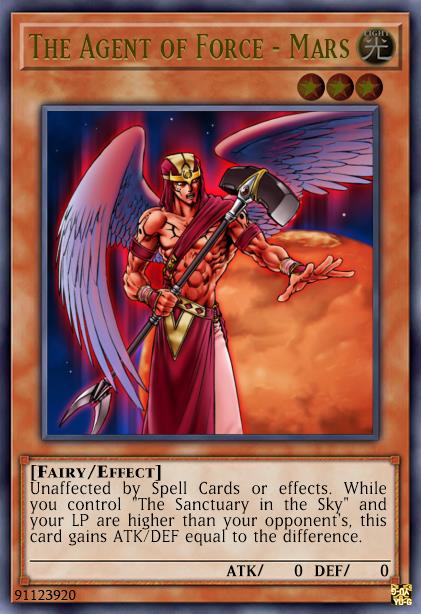 THE AGENT OF FORCE - MARS
LIGHT
光
[FAIRY/EFFECT]
Unaffected by Spell Cards or effects. While
you control "The Sanctuary in the Sky" and
your LP are higher than your opponent's, this
card gains ATK/DEF equal to the difference.
ATK/ 0 DEF/ 0
91123920